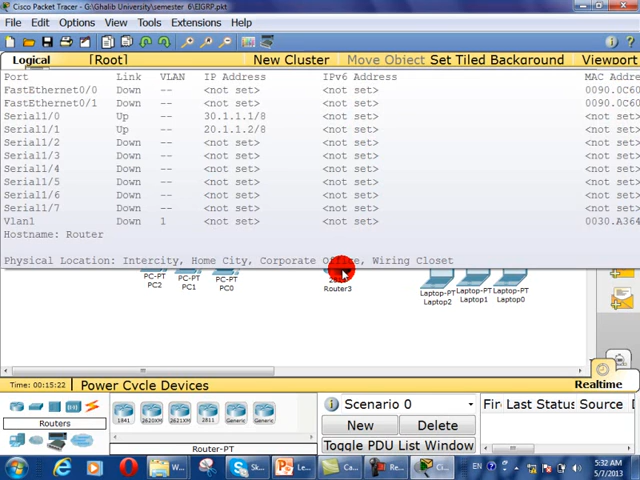 Cisco Packet Tracer - G:\Ghalib University\semester 6\EIGRP.pkt
File Edit Options View Tools Extensions Help
Logical [Root] New Cluster Move Object Set Tiled Background Viewport
Port Link VLAN IP Address IPv6 Address MAC Addre
FastEthernet0/0 Down -- <not set> <not set> 0090.0C60
FastEthernet0/1 Down -- <not set> <not set> 0090.0C60
Serial1/0 Up -- 30.1.1.1/8 <not set> <not set>
Serial1/1 Up -- 20.1.1.2/8 <not set> <not set>
Serial1/2 Down -- <not set> <not set> <not set>
Serial1/3 Down -- <not set> <not set> <not set>
Serial1/4 Down -- <not set> <not set> <not set>
Serial1/5 Down -- <not set> <not set> <not set>
Serial1/6 Down -- <not set> <not set> <not set>
Serial1/7 Down -- <not set> <not set> <not set>
Vlan1 Down 1 <not set> <not set> 0030.A364
Hostname: Router
Physical Location: Intercity, Home City, Corporate Office, Wiring Closet
PC-PT PC-PT PC-PT Laptop-PT Laptop-PT Laptop-PT
PC2 PC1 PC0 Router3 Laptop2 Laptop1 Laptop0
Time: 00:15:22 Power Cycle Devices Realtime
Scenario 0 Fir Last Status Source D
1841 2620XM 2621XM 2811 Generic Generic
Routers New Delete
Router-PT Toggle PDU List Window
W... Sk... Le... Ca... Re... Ci... EN 5:32 AM
5/7/2013